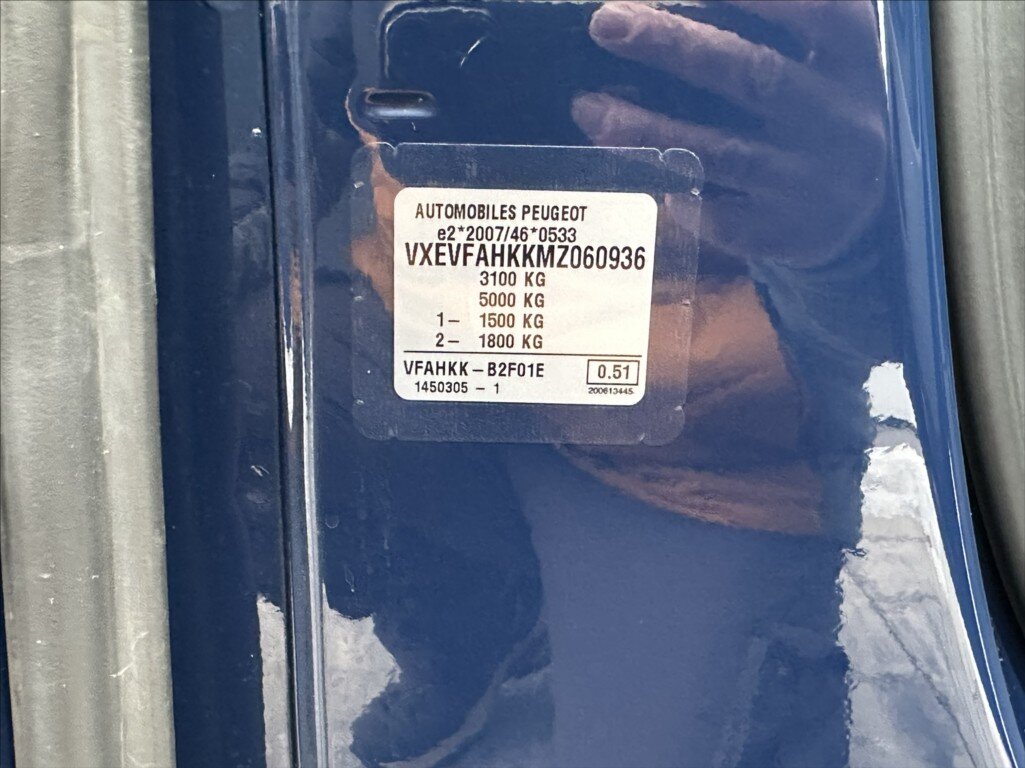 AUTOMOBILES PEUGEOT
e2*2007/46*0533
VXEVFAHKKMZ060936
3100 KG
5000 KG
1- 1500 KG
2- 1800 KG
VFAHKK-B2F01E
0.51
1450305 - 1
200613445